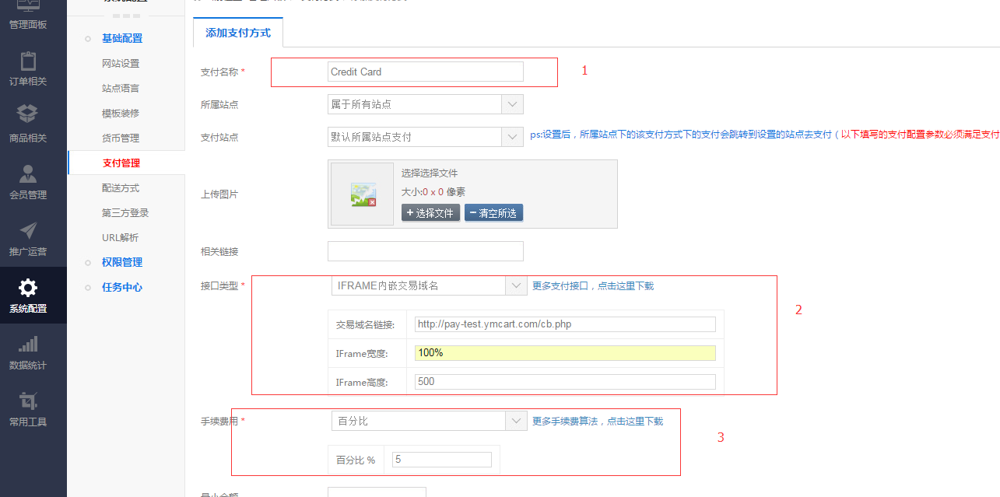 管理面板
订单相关
商品相关
会员管理
推广运营
系统配置
数据统计
常用工具
系统配置
基础配置
网站设置
站点语言
模板装修
货币管理
支付管理
配送方式
第三方登录
URL解析
权限管理
任务中心
添加支付方式
支付名称 * Credit Card 1
所属站点 属于所有站点
支付站点 默认所属站点支付 ps:设置后，所属站点下的该支付方式下的支付会跳转到设置的站点去支付（以下填写的支付配置参数必须满足支付
上传图片
选择选择文件
大小:0 x 0 像素
+ 选择文件 − 清空所选
相关链接
接口类型 * IFRAME内嵌交易域名 更多支付接口，点击这里下载 2
交易域名链接: http://pay-test.ymcart.com/cb.php
IFrame宽度: 100%
IFrame高度: 500
手续费用 * 百分比 更多手续费算法，点击这里下载 3
百分比 % 5
最小金额